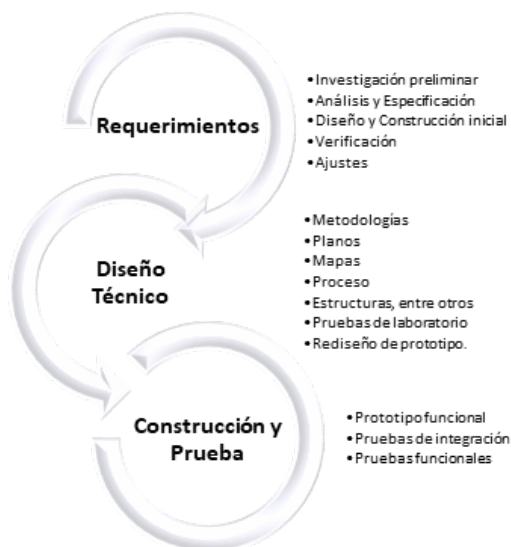 Requerimientos
• Investigación preliminar
• Análisis y Especificación
• Diseño y Construcción inicial
• Verificación
• Ajustes
Diseño
Técnico
• Metodologías
• Planos
• Mapas
• Proceso
• Estructuras, entre otros
• Pruebas de laboratorio
• Rediseño de prototipo.
Construcción y
Prueba
• Prototipo funcional
• Pruebas de integración
• Pruebas funcionales